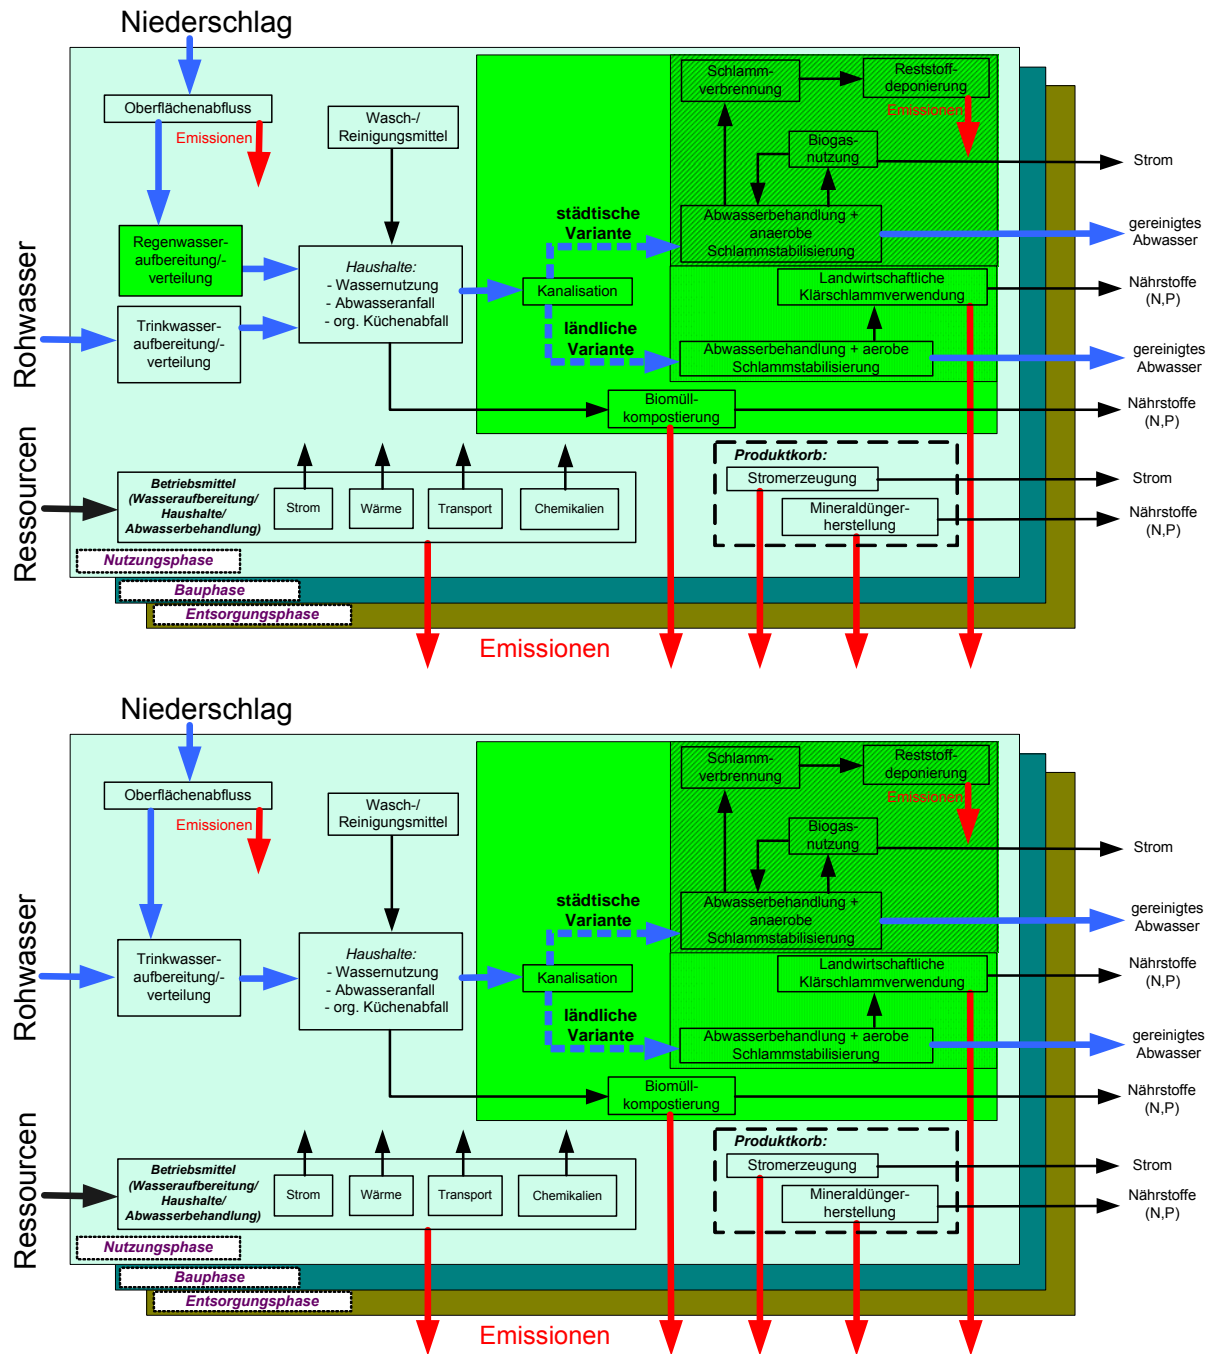 Niederschlag
Oberflächenabfluss
Emissionen
Wasch-/
Reinigungsmittel
Schlamm-
verbrennung
Reststoff-
deponierung
Emissionen
Biogas-
nutzung
Strom
städtische
Variante
Abwasserbehandlung +
anaerobe
Schlammstabilisierung
gereinigtes
Abwasser
Regenwasser-
aufbereitung/-
verteilung
Haushalte:
- Wassernutzung
- Abwasseranfall
- org. Küchenabfall
Kanalisation
Landwirtschaftliche
Klärschlammverwendung
Nährstoffe
(N,P)
Rohwasser
Trinkwasser-
aufbereitung/-
verteilung
ländliche
Variante
Abwasserbehandlung + aerobe
Schlammstabilisierung
gereinigtes
Abwasser
Biomüll-
kompostierung
Nährstoffe
(N,P)
Ressourcen
Betriebsmittel
(Wasseraufbereitung/
Haushalte/
Abwasserbehandlung)
Strom
Wärme
Transport
Chemikalien
Produktkorb:
Stromerzeugung
Strom
Mineraldünger-
herstellung
Nährstoffe
(N,P)
Nutzungsphase
Bauphase
Entsorgungsphase
Emissionen
Niederschlag
Oberflächenabfluss
Emissionen
Wasch-/
Reinigungsmittel
Schlamm-
verbrennung
Reststoff-
deponierung
Emissionen
Biogas-
nutzung
Strom
städtische
Variante
Abwasserbehandlung +
anaerobe
Schlammstabilisierung
gereinigtes
Abwasser
Rohwasser
Trinkwasser-
aufbereitung/-
verteilung
Haushalte:
- Wassernutzung
- Abwasseranfall
- org. Küchenabfall
Kanalisation
Landwirtschaftliche
Klärschlammverwendung
Nährstoffe
(N,P)
ländliche
Variante
Abwasserbehandlung + aerobe
Schlammstabilisierung
gereinigtes
Abwasser
Biomüll-
kompostierung
Nährstoffe
(N,P)
Ressourcen
Betriebsmittel
(Wasseraufbereitung/
Haushalte/
Abwasserbehandlung)
Strom
Wärme
Transport
Chemikalien
Produktkorb:
Stromerzeugung
Strom
Mineraldünger-
herstellung
Nährstoffe
(N,P)
Nutzungsphase
Bauphase
Entsorgungsphase
Emissionen